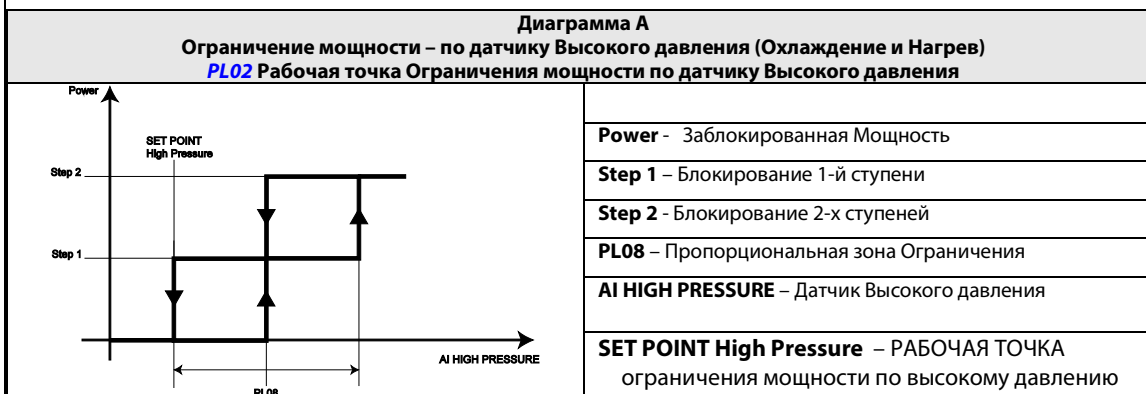 Диаграмма А
Ограничение мощности – по датчику Высокого давления (Охлаждение и Нагрев)
PL02 Рабочая точка Ограничения мощности по датчику Высокого давления
Power
SET POINT
High Pressure
Step 2
Step 1
AI HIGH PRESSURE
PL08
Power - Заблокированная Мощность
Step 1 – Блокирование 1-й ступени
Step 2 - Блокирование 2-х ступеней
PL08 – Пропорциональная зона Ограничения
AI HIGH PRESSURE – Датчик Высокого давления
SET POINT High Pressure – РАБОЧАЯ ТОЧКА
ограничения мощности по высокому давлению